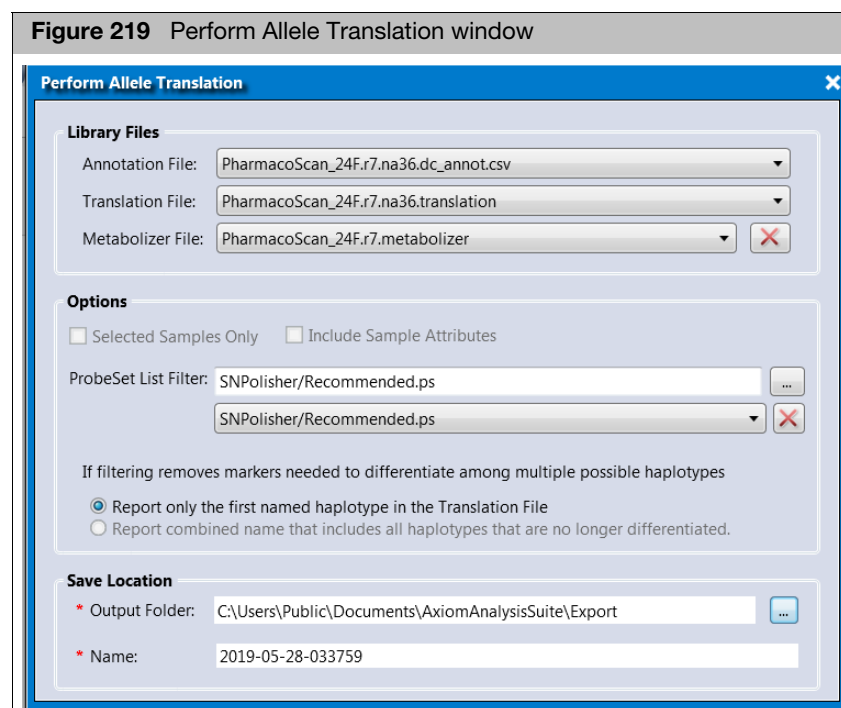 Figure 219 Perform Allele Translation window
Perform Allele Translation
Library Files
Annotation File: PharmacoScan_24F.r7.na36.dc_annot.csv
Translation File: PharmacoScan_24F.r7.na36.translation
Metabolizer File: PharmacoScan_24F.r7.metabolizer
Options
Selected Samples Only Include Sample Attributes
ProbeSet List Filter: SNPolisher/Recommended.ps ...
SNPolisher/Recommended.ps
If filtering removes markers needed to differentiate among multiple possible haplotypes
Report only the first named haplotype in the Translation File
Report combined name that includes all haplotypes that are no longer differentiated.
Save Location
* Output Folder: C:\Users\Public\Documents\AxiomAnalysisSuite\Export ...
* Name: 2019-05-28-033759